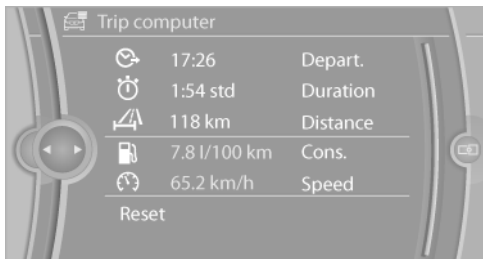 Trip computer
17:26 Depart.
1:54 std Duration
118 km Distance
7.8 l/100 km Cons.
65.2 km/h Speed
Reset